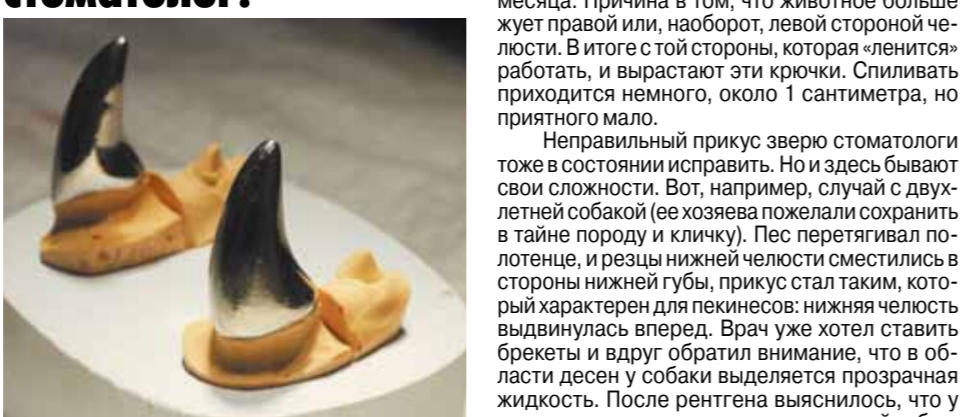 стоматолог?
месяца. Причина в том, что животное больше
жует правой или, наоборот, левой стороной че-
люсти. В итоге с той стороны, которая «ленится»
работать, и вырастают эти крючки. Спиливать
приходится немного, около 1 сантиметра, но
приятного мало.
Неправильный прикус зверю стоматологи
тоже в состоянии исправить. Но и здесь бывают
свои сложности. Вот, например, случай с двух-
летней собакой (ее хозяева пожелали сохранить
в тайне породу и кличку). Пес перетягивал по-
лотенце, и резцы нижней челюсти сместились в
стороны нижней губы, прикус стал таким, кото-
рый характерен для пекинесов: нижняя челюсть
выдвинулась вперед. Врач уже хотел ставить
брекеты и вдруг обратил внимание, что в об-
ласти десен у собаки выделяется прозрачная
жидкость. После рентгена выяснилось, что у